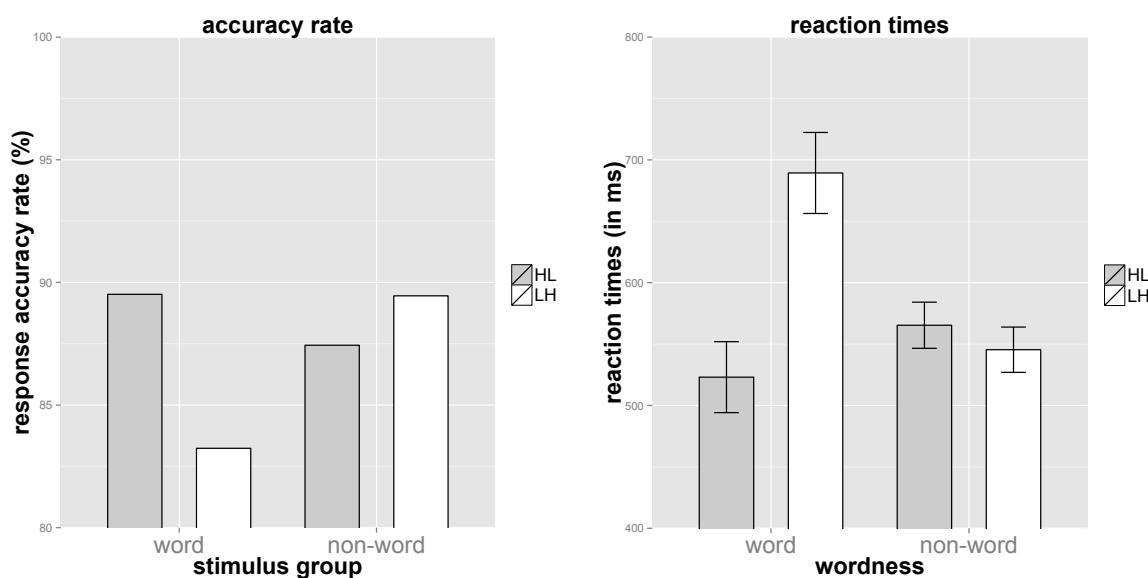 accuracy rate
response accuracy rate (%)
100
95
90
85
80
word non-word
stimulus group
HL
LH
reaction times
reaction times (in ms)
800
700
600
500
400
word non-word
wordness
HL
LH